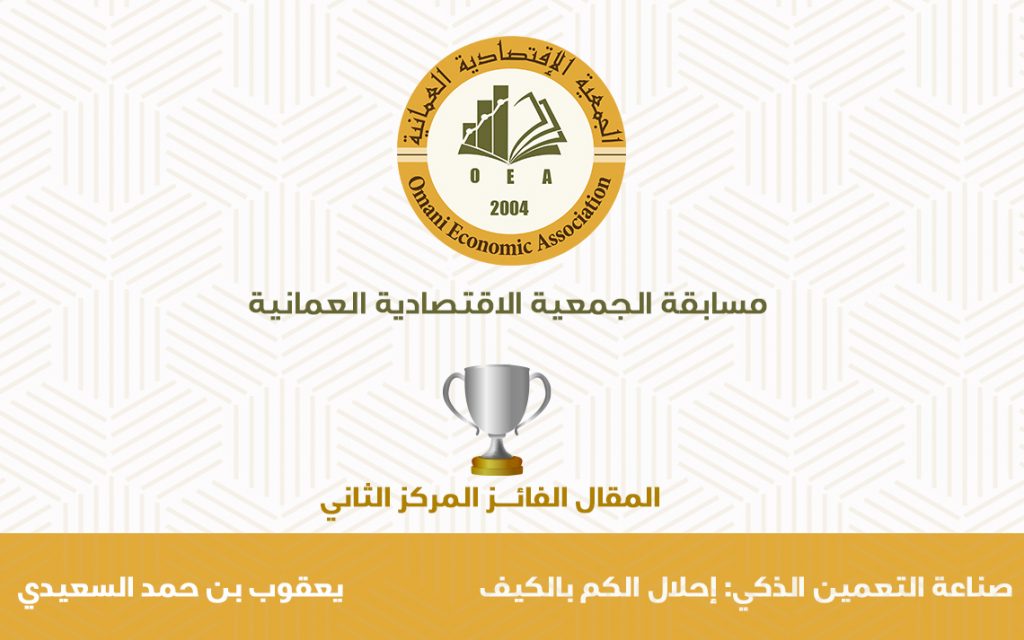 الجمعية الإقتصادية العمانية
O E A
2004
Omani Economic Association
مسابقة الجمعية الاقتصادية العمانية
المقال الفائـــز المركز الثاني
صناعة التعمين الذكي: إحلال الكم بالكيف
يعقوب بن حمد السعيدي